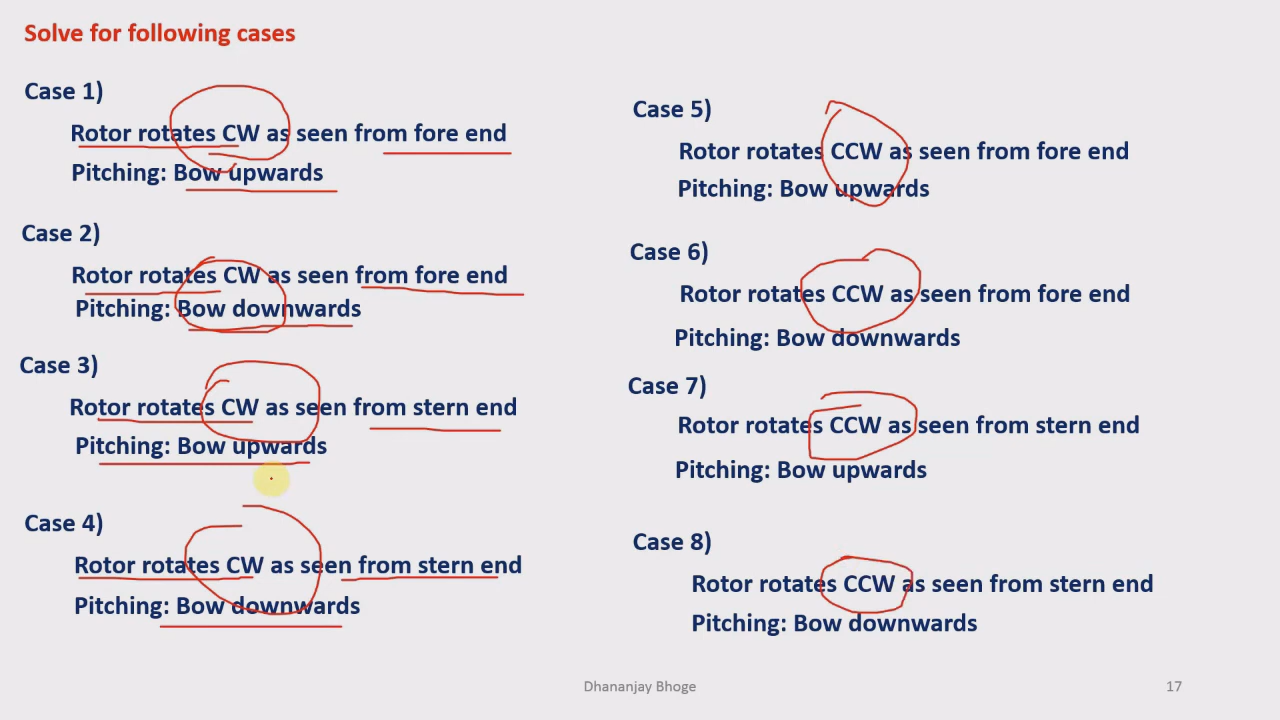 Solve for following cases
Case 1)
Rotor rotates CW as seen from fore end
Pitching: Bow upwards
Case 2)
Rotor rotates CW as seen from fore end
Pitching: Bow downwards
Case 3)
Rotor rotates CW as seen from stern end
Pitching: Bow upwards
Case 4)
Rotor rotates CW as seen from stern end
Pitching: Bow downwards
Case 5)
Rotor rotates CCW as seen from fore end
Pitching: Bow upwards
Case 6)
Rotor rotates CCW as seen from fore end
Pitching: Bow downwards
Case 7)
Rotor rotates CCW as seen from stern end
Pitching: Bow upwards
Case 8)
Rotor rotates CCW as seen from stern end
Pitching: Bow downwards
Dhananjay Bhoge
17